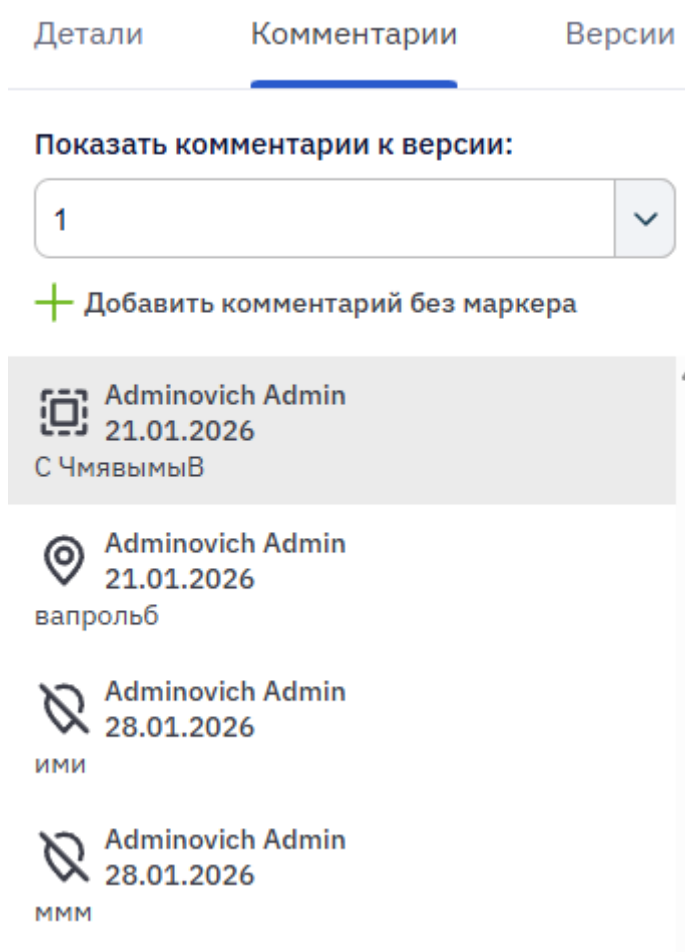 Детали Комментарии Версии
Показать комментарии к версии:
1
Добавить комментарий без маркера
Adminovich Admin
21.01.2026
С ЧмявымыВ
Adminovich Admin
21.01.2026
вапрольб
Adminovich Admin
28.01.2026
ими
Adminovich Admin
28.01.2026
ммм